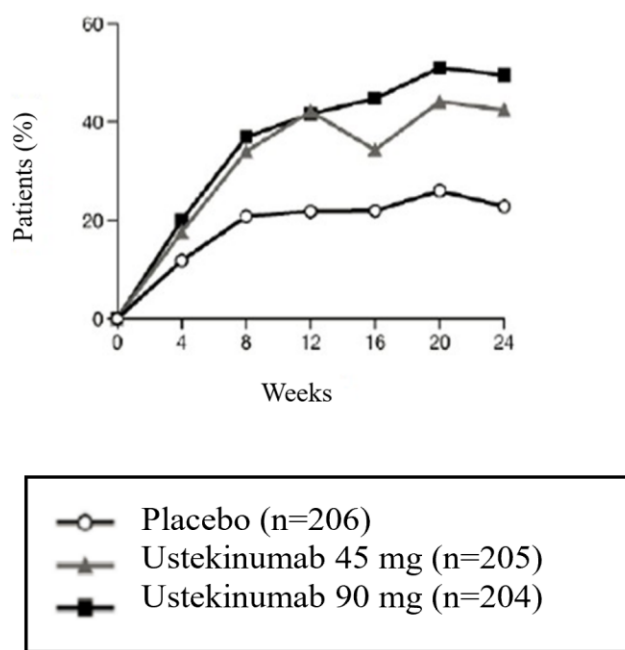 60
40
20
0
Patients (%)
0 4 8 12 16 20 24
Weeks
Placebo (n=206)
Ustekinumab 45 mg (n=205)
Ustekinumab 90 mg (n=204)